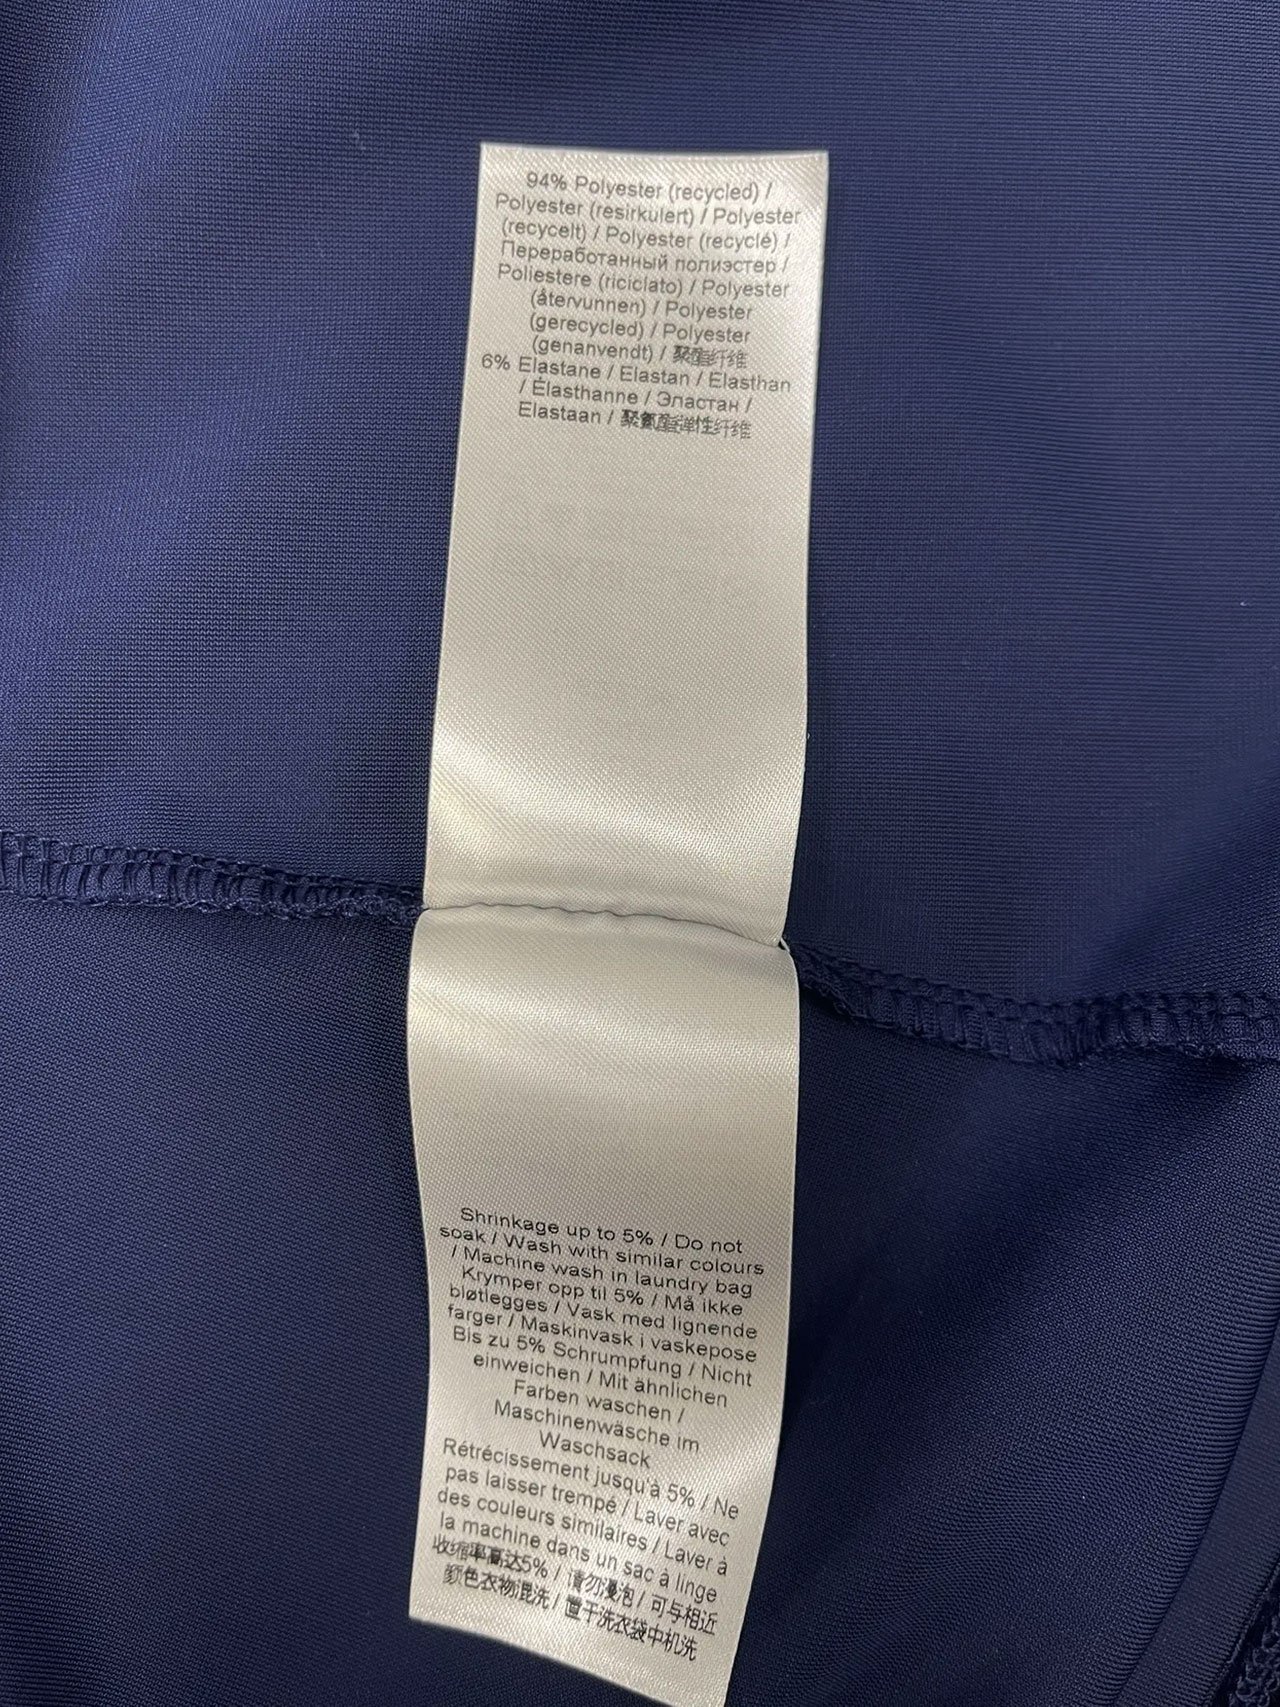 94% Polyester (recycled) /
Polyester (resirkulert) / Polyester
(recycelt) / Polyester (recyclé) /
Переработанный полиэстер /
Poliestere (riciclato) / Polyester
(återvunnen) / Polyester
(gerecycled) / Polyester
(genanvendt) / 聚酯纤维
6% Elastane / Elastan / Elasthan
/ Élasthanne / Эластан /
Elastaan / 聚氨酯弹性纤维
Shrinkage up to 5% / Do not
soak / Wash with similar colours
/ Machine wash in laundry bag
Krymper opp til 5% / Må ikke
bløtlegges / Vask med lignende
farger / Maskinvask i vaskepose
Bis zu 5% Schrumpfung / Nicht
einweichen / Mit ähnlichen
Farben waschen /
Maschinenwäsche im
Waschsack
Rétrécissement jusqu'à 5% / Ne
pas laisser trempé / Laver avec
des couleurs similaires / Laver à
la machine dans un sac à linge
收缩率高达5% / 请勿浸泡 / 可与相近
颜色衣物混洗 / 置于洗衣袋中机洗